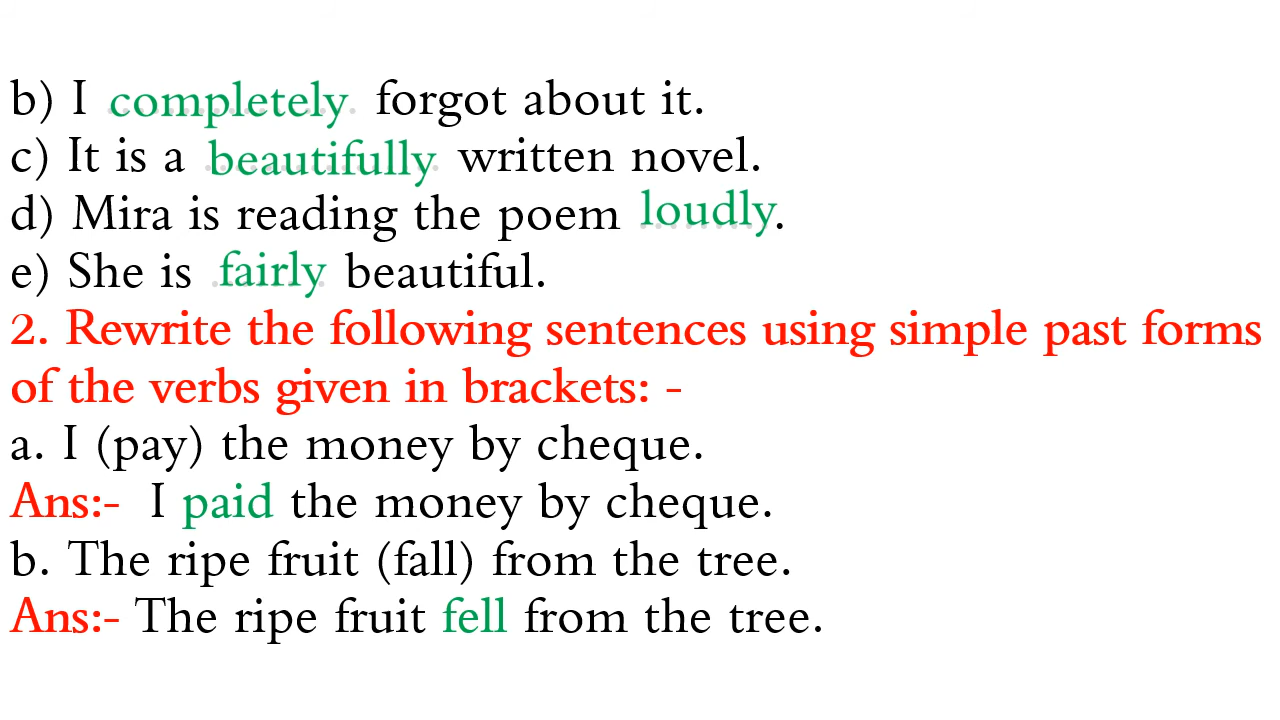 b) I completely forgot about it.
c) It is a beautifully written novel.
d) Mira is reading the poem loudly.
e) She is fairly beautiful.
2. Rewrite the following sentences using simple past forms
of the verbs given in brackets: -
a. I (pay) the money by cheque.
Ans:- I paid the money by cheque.
b. The ripe fruit (fall) from the tree.
Ans:- The ripe fruit fell from the tree.